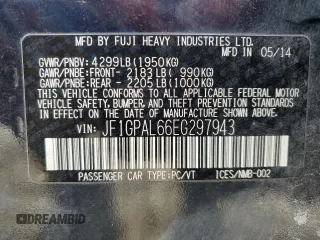 MFD BY FUJI HEAVY INDUSTRIES LTD.
GVWR/PNBV: 4299LB(1950KG) 05/14
GAWR/PNBE:FRONT- 2183LB( 990KG)
GAWR/PNBE:REAR - 2205LB(1000KG)
THIS VEHICLE CONFORMS TO ALL APPLICABLE
FEDERAL MOTOR VEHICLE SAFETY, BUMPER, AND
THEFT PREVENTION STANDARDS IN EFFECT ON THE
DATE OF MANUFACTURE SHOWN ABOVE.
VIN: JF1GPAL66EG297943
PASSENGER CAR TYPE:PC/VT ICES/NMB-002
DREAMBID